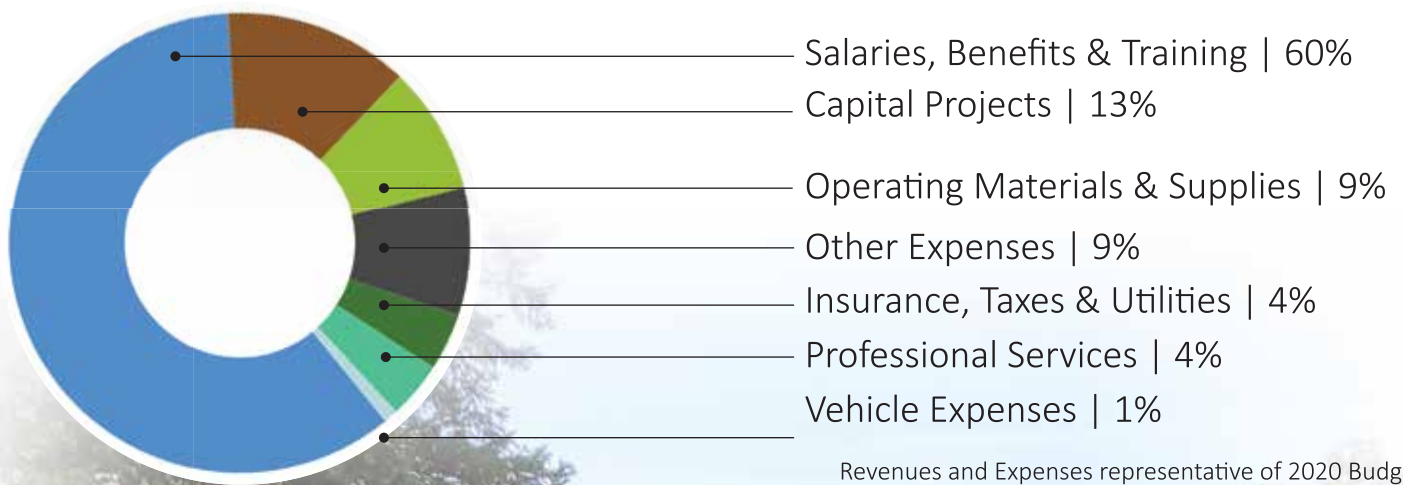 Salaries, Benefits & Training | 60%
Capital Projects | 13%
Operating Materials & Supplies | 9%
Other Expenses | 9%
Insurance, Taxes & Utilities | 4%
Professional Services | 4%
Vehicle Expenses | 1%
Revenues and Expenses representative of 2020 Budg